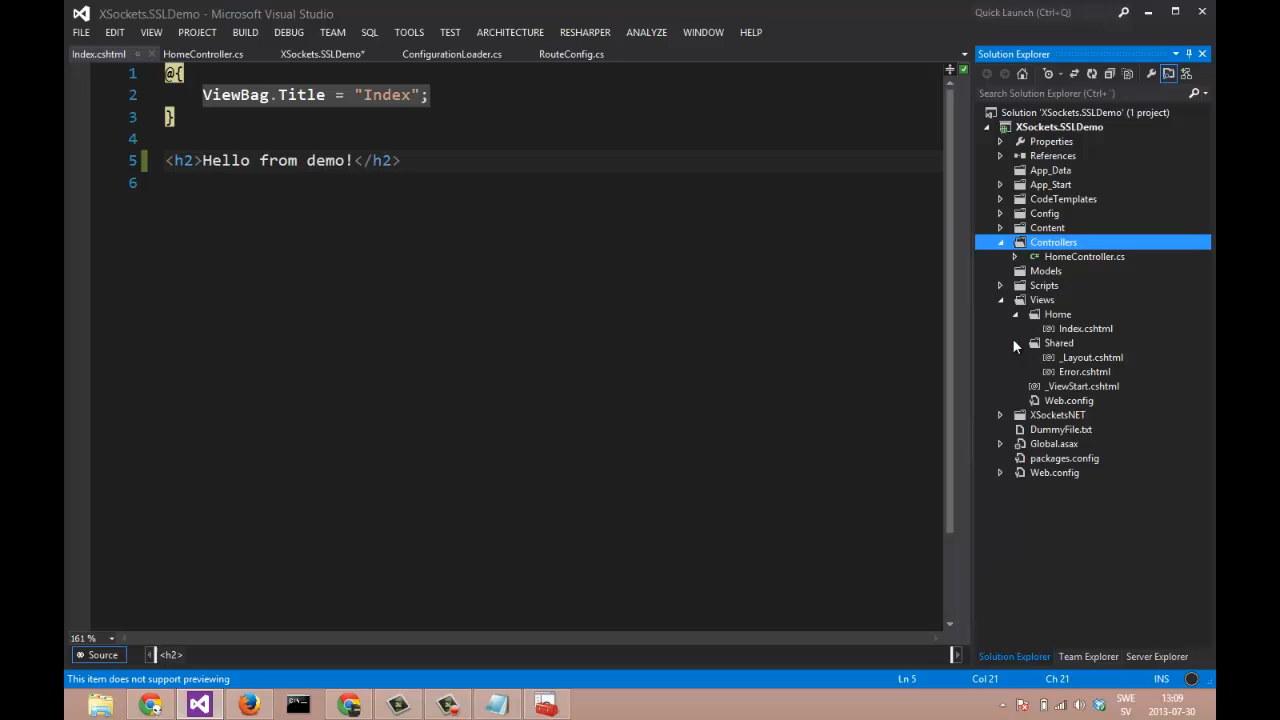 XSockets.SSLDemo - Microsoft Visual Studio
Quick Launch (Ctrl+Q)
FILE EDIT VIEW PROJECT BUILD DEBUG TEAM SQL TOOLS TEST ARCHITECTURE RESHARPER ANALYZE WINDOW HELP
Index.cshtml HomeController.cs XSockets.SSLDemo* ConfigurationLoader.cs RouteConfig.cs
1 @{
2 ViewBag.Title = "Index";
3 }
4
5 <h2>Hello from demo!</h2>
6
161 %
Source <h2>
Solution Explorer
Search Solution Explorer (Ctrl+¨)
Solution 'XSockets.SSLDemo' (1 project)
XSockets.SSLDemo
Properties
References
App_Data
App_Start
CodeTemplates
Config
Content
Controllers
C# HomeController.cs
Models
Scripts
Views
Home
[@] Index.cshtml
Shared
[@] _Layout.cshtml
[@] Error.cshtml
[@] _ViewStart.cshtml
Web.config
XSocketsNET
DummyFile.txt
Global.asax
packages.config
Web.config
Solution Explorer Team Explorer Server Explorer
This item does not support previewing
Ln 5 Col 21 Ch 21 INS
SWE
SV
13:09
2013-07-30